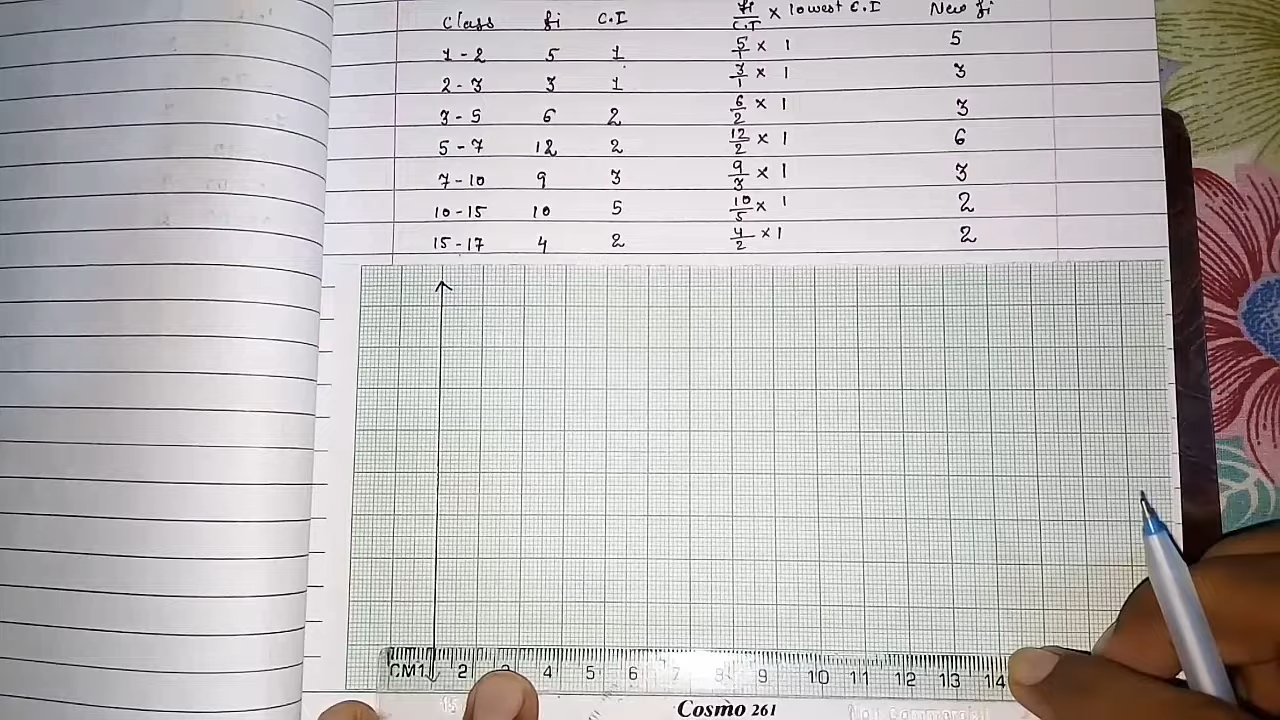 Class fi C.I fi/C.I × lowest C.I New fi
1 - 2 5 1 5/1 × 1 5
2 - 3 3 1 3/1 × 1 3
3 - 5 6 2 6/2 × 1 3
5 - 7 12 2 12/2 × 1 6
7 - 10 9 3 9/3 × 1 3
10 - 15 10 5 10/5 × 1 2
15 - 17 4 2 4/2 × 1 2
CM 1 2 3 4 5 6 7 8 9 10 11 12 13 14
15 Cosmo 261 Not commercial